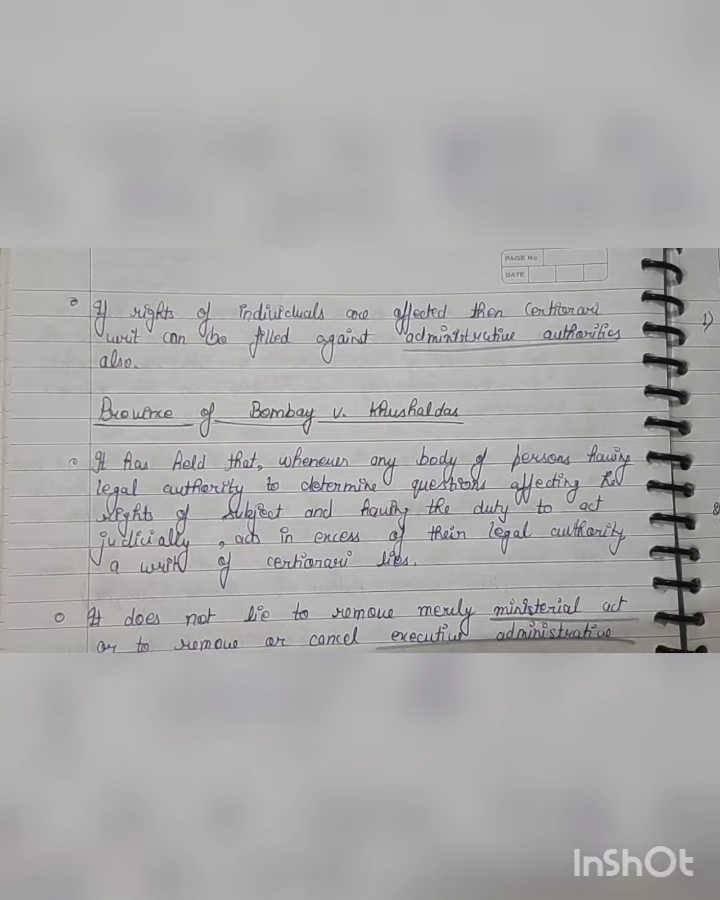 PAGE No
DATE
If rights of individuals are affected then certiorari
writ can be filled against administrative authorities
also.
Province of Bombay v. Khushaldas
It has held that, whenever any body of persons having
legal authority to determine questions affecting the
rights of subject and having the duty to act
judicially, act in excess of their legal authority
a writ of certiorari lies.
It does not lie to remove merely ministerial act
or to remove or cancel executive administrative
1)
InShOt